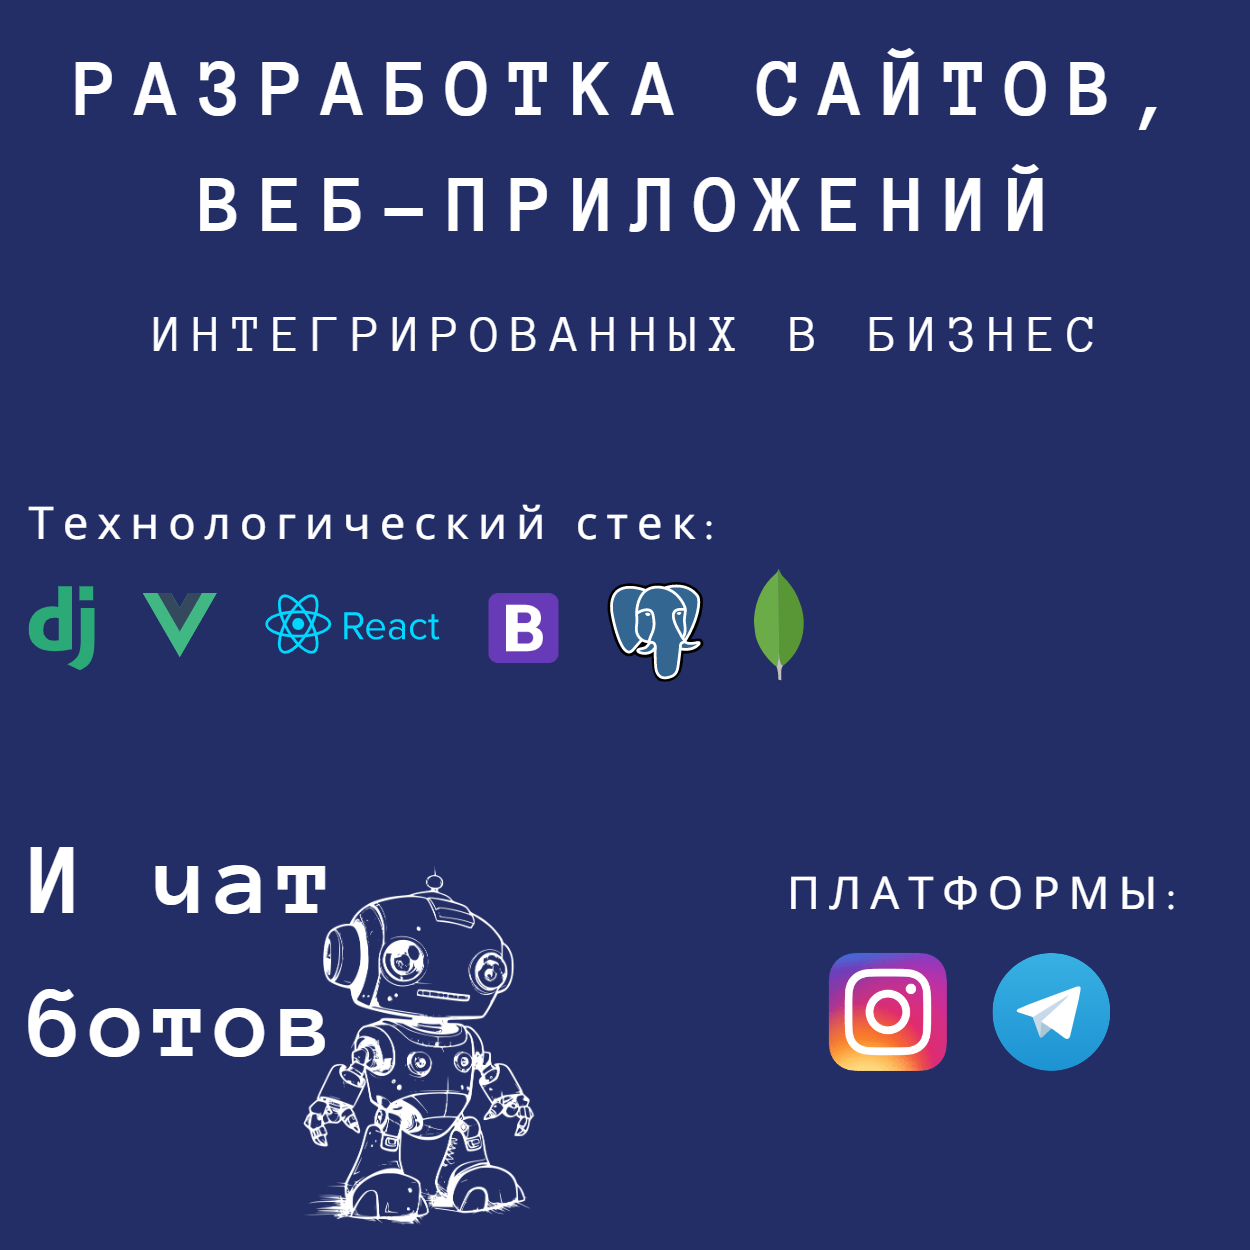 РАЗРАБОТКА САЙТОВ,
ВЕБ-ПРИЛОЖЕНИЙ
ИНТЕГРИРОВАННЫХ В БИЗНЕС
Технологический стек:
dj
React
B
И чат
ботов
ПЛАТФОРМЫ: